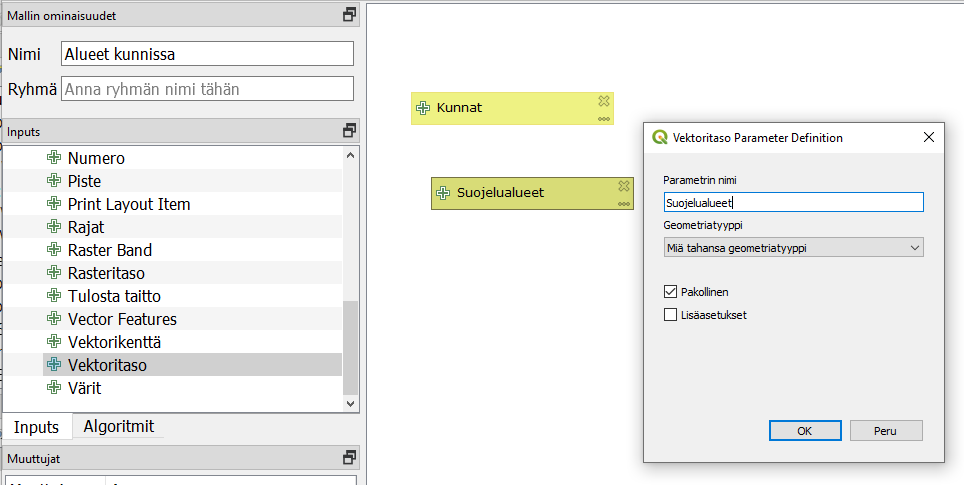 Mallin ominaisuudet
Nimi Alueet kunnissa
Ryhmä Anna ryhmän nimi tähän
Inputs
Numero
Piste
Print Layout Item
Rajat
Raster Band
Rasteritaso
Tulosta taitto
Vector Features
Vektorikenttä
Vektoritaso
Värit
Inputs Algoritmit
Muuttujat
Kunnat
Suojelualueet
Vektoritaso Parameter Definition
Parametrin nimi
Suojelualueet
Geometriatyyppi
Miä tahansa geometriatyyppi
Pakollinen
Lisäasetukset
OK Peru